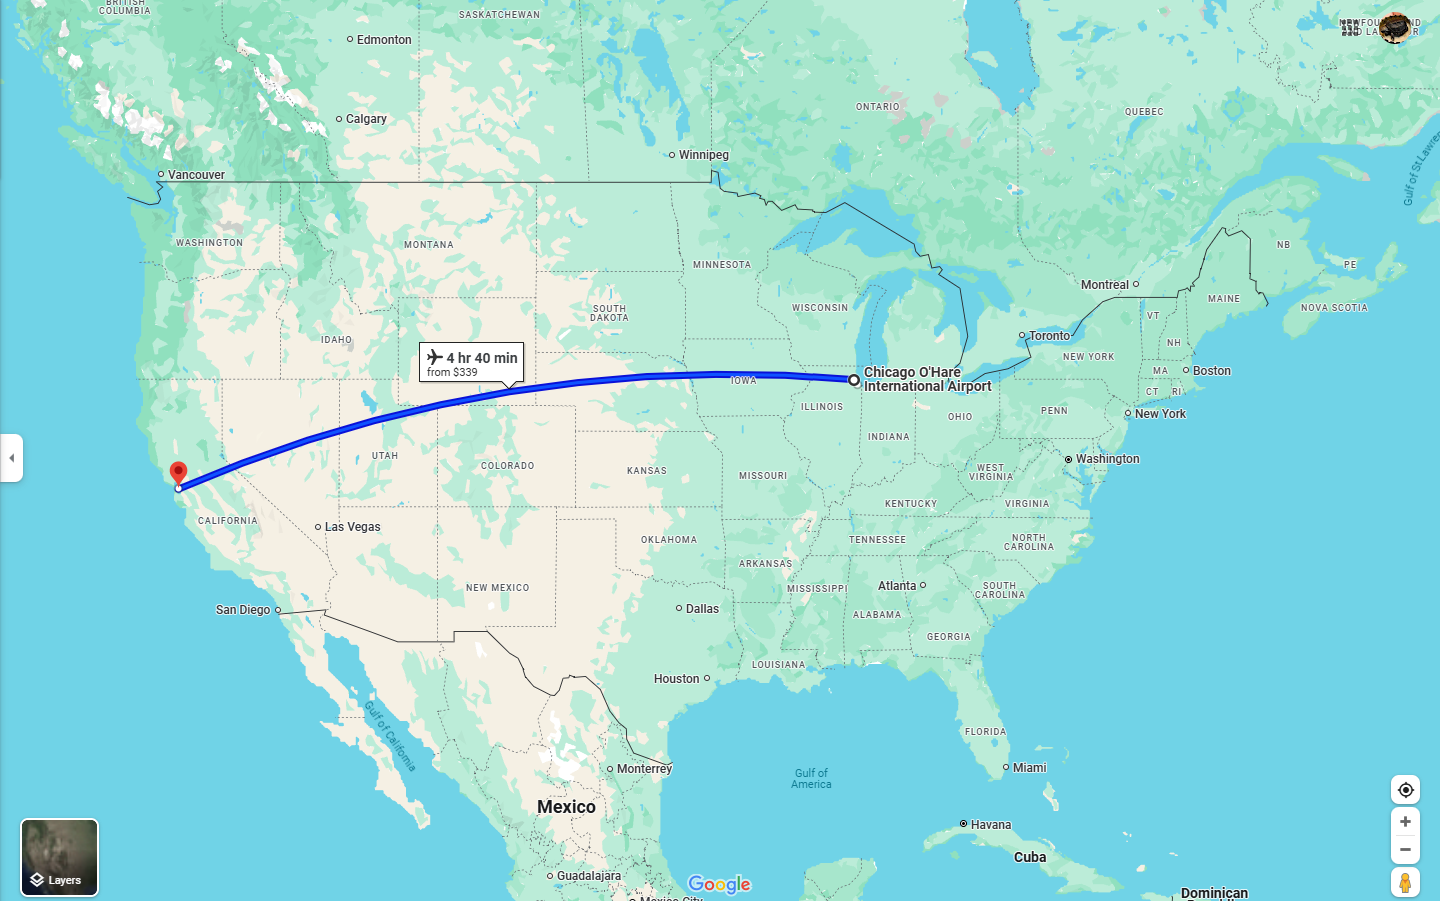 BRITISH
COLUMBIA
SASKATCHEWAN
Edmonton
ONTARIO
QUEBEC
Calgary
Winnipeg
Vancouver
Gulf of St Lawre
WASHINGTON
MONTANA
NB
MINNESOTA
PE
Montreal
MAINE
SOUTH
DAKOTA
WISCONSIN
NOVA SCOTIA
VT
IDAHO
Toronto
NH
4 hr 40 min
from $339
NEW YORK
MA
Boston
Chicago O'Hare
International Airport
IOWA
CT
RI
ILLINOIS
PENN
New York
OHIO
INDIANA
UTAH
COLORADO
KANSAS
MISSOURI
WEST
VIRGINIA
Washington
KENTUCKY
VIRGINIA
CALIFORNIA
Las Vegas
OKLAHOMA
TENNESSEE
NORTH
CAROLINA
ARKANSAS
NEW MEXICO
MISSISSIPPI
Atlanta
SOUTH
CAROLINA
San Diego
Dallas
ALABAMA
GEORGIA
LOUISIANA
Houston
Gulf of California
FLORIDA
Monterrey
Gulf of
America
Miami
Mexico
Havana
Cuba
Layers
Guadalajara
Google
Dominican
Mexico City